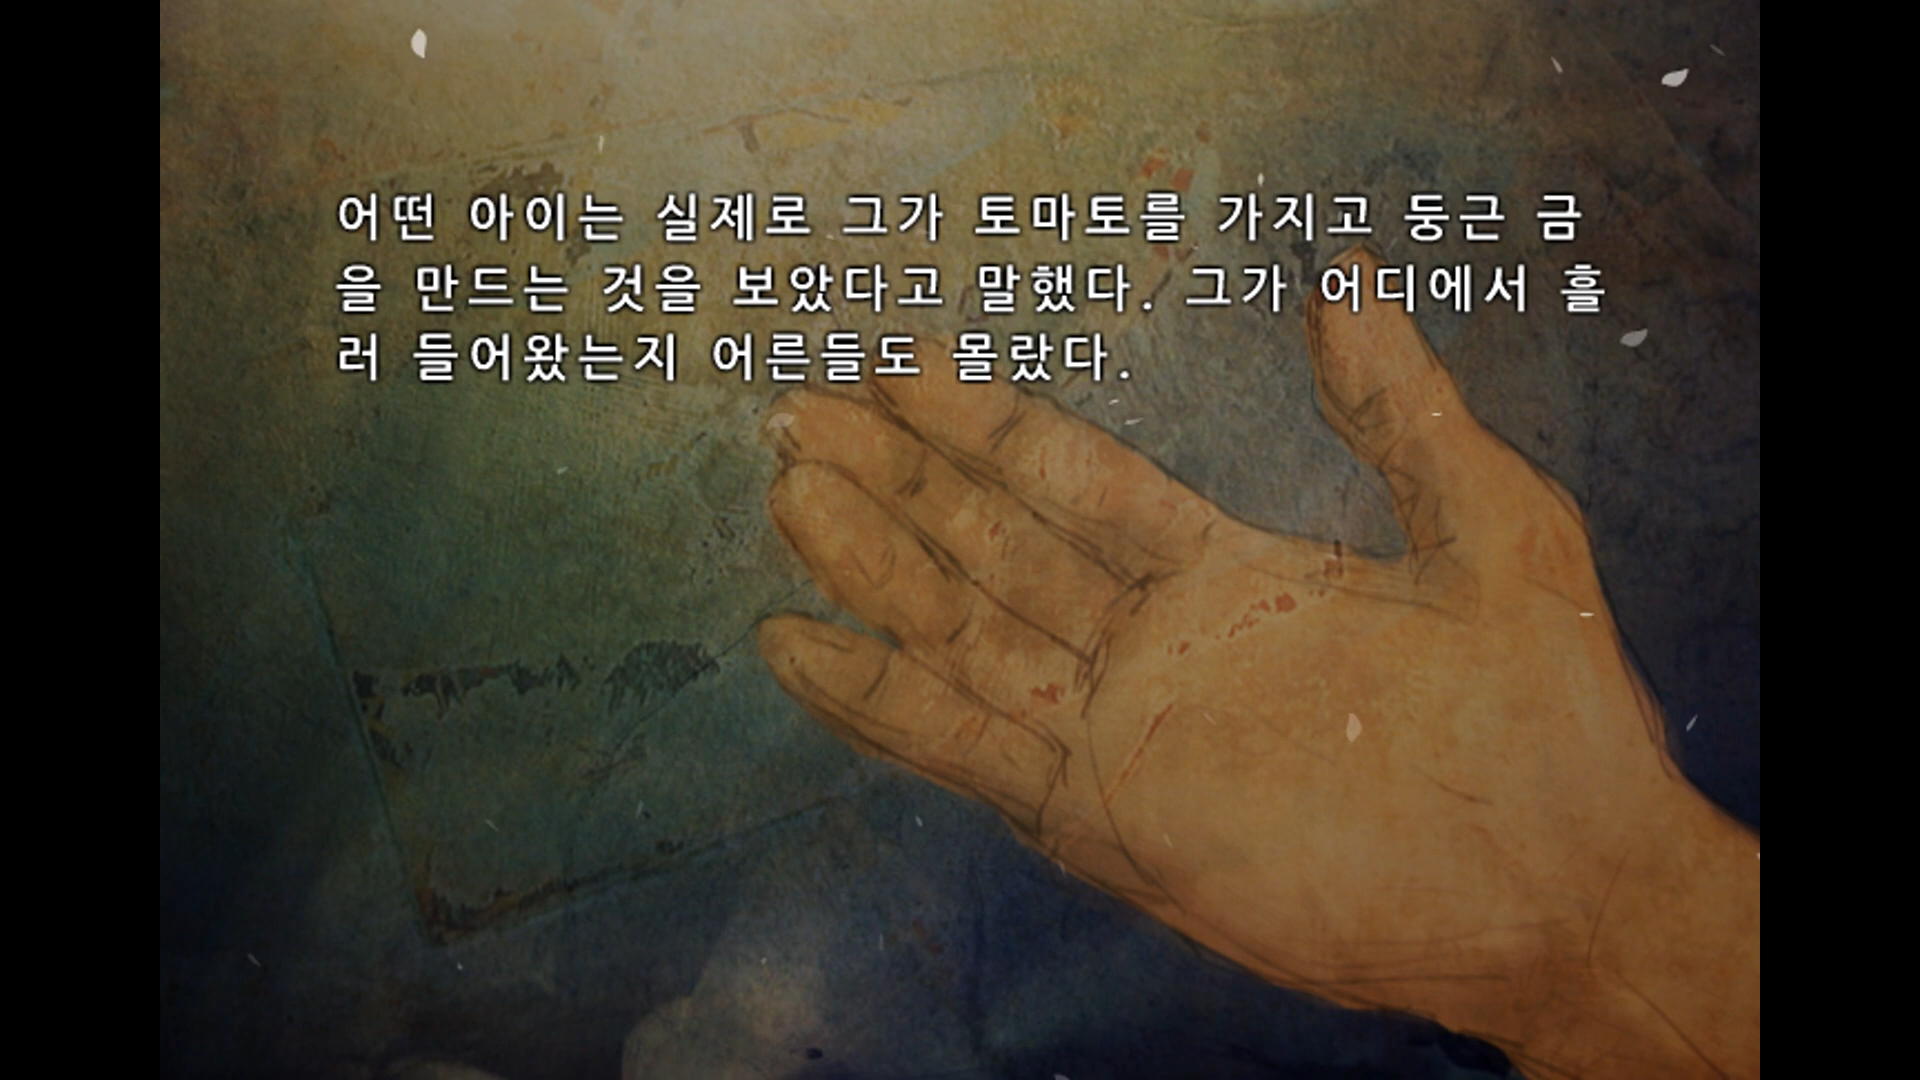 어떤 아이는 실제로 그가 토마토를 가지고 둥근 금
을 만드는 것을 보았다고 말했다. 그가 어디에서 흘
러 들어왔는지 어른들도 몰랐다.